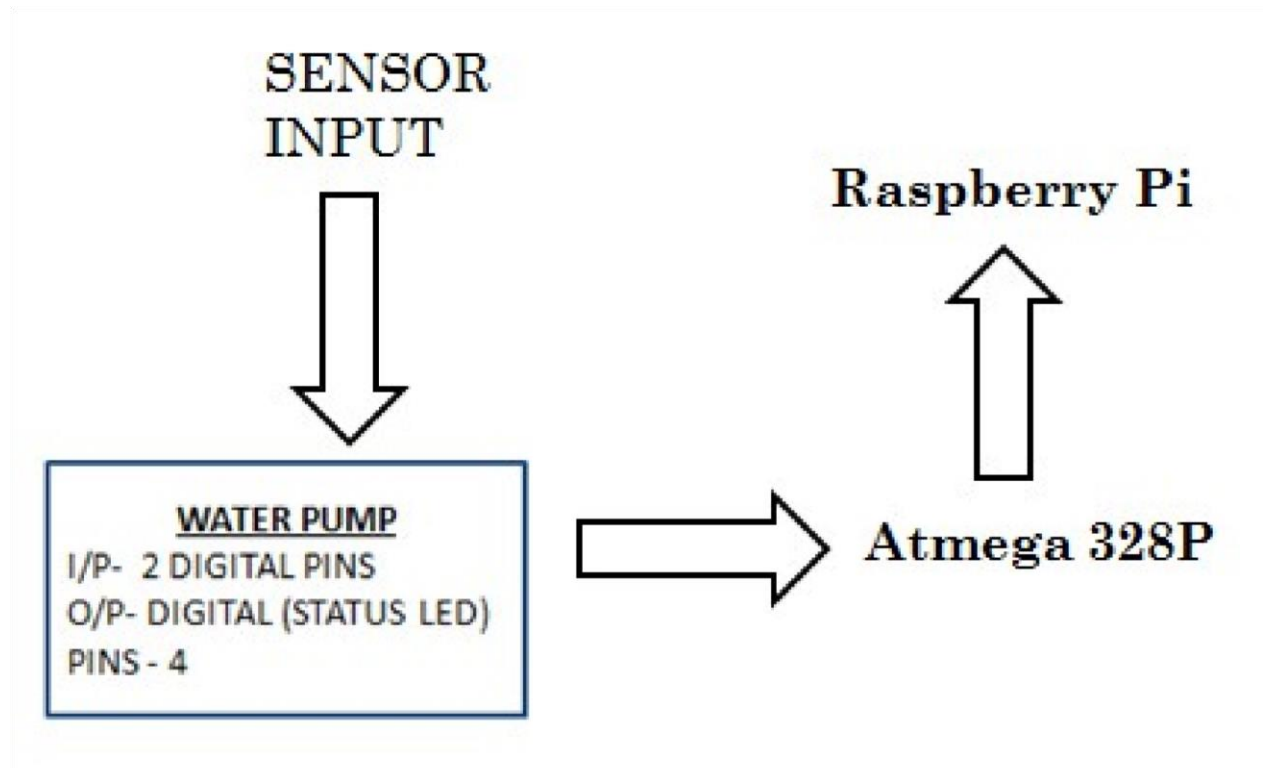 SENSOR
INPUT
Raspberry Pi
WATER PUMP
I/P- 2 DIGITAL PINS
O/P- DIGITAL (STATUS LED)
PINS - 4
Atmega 328P